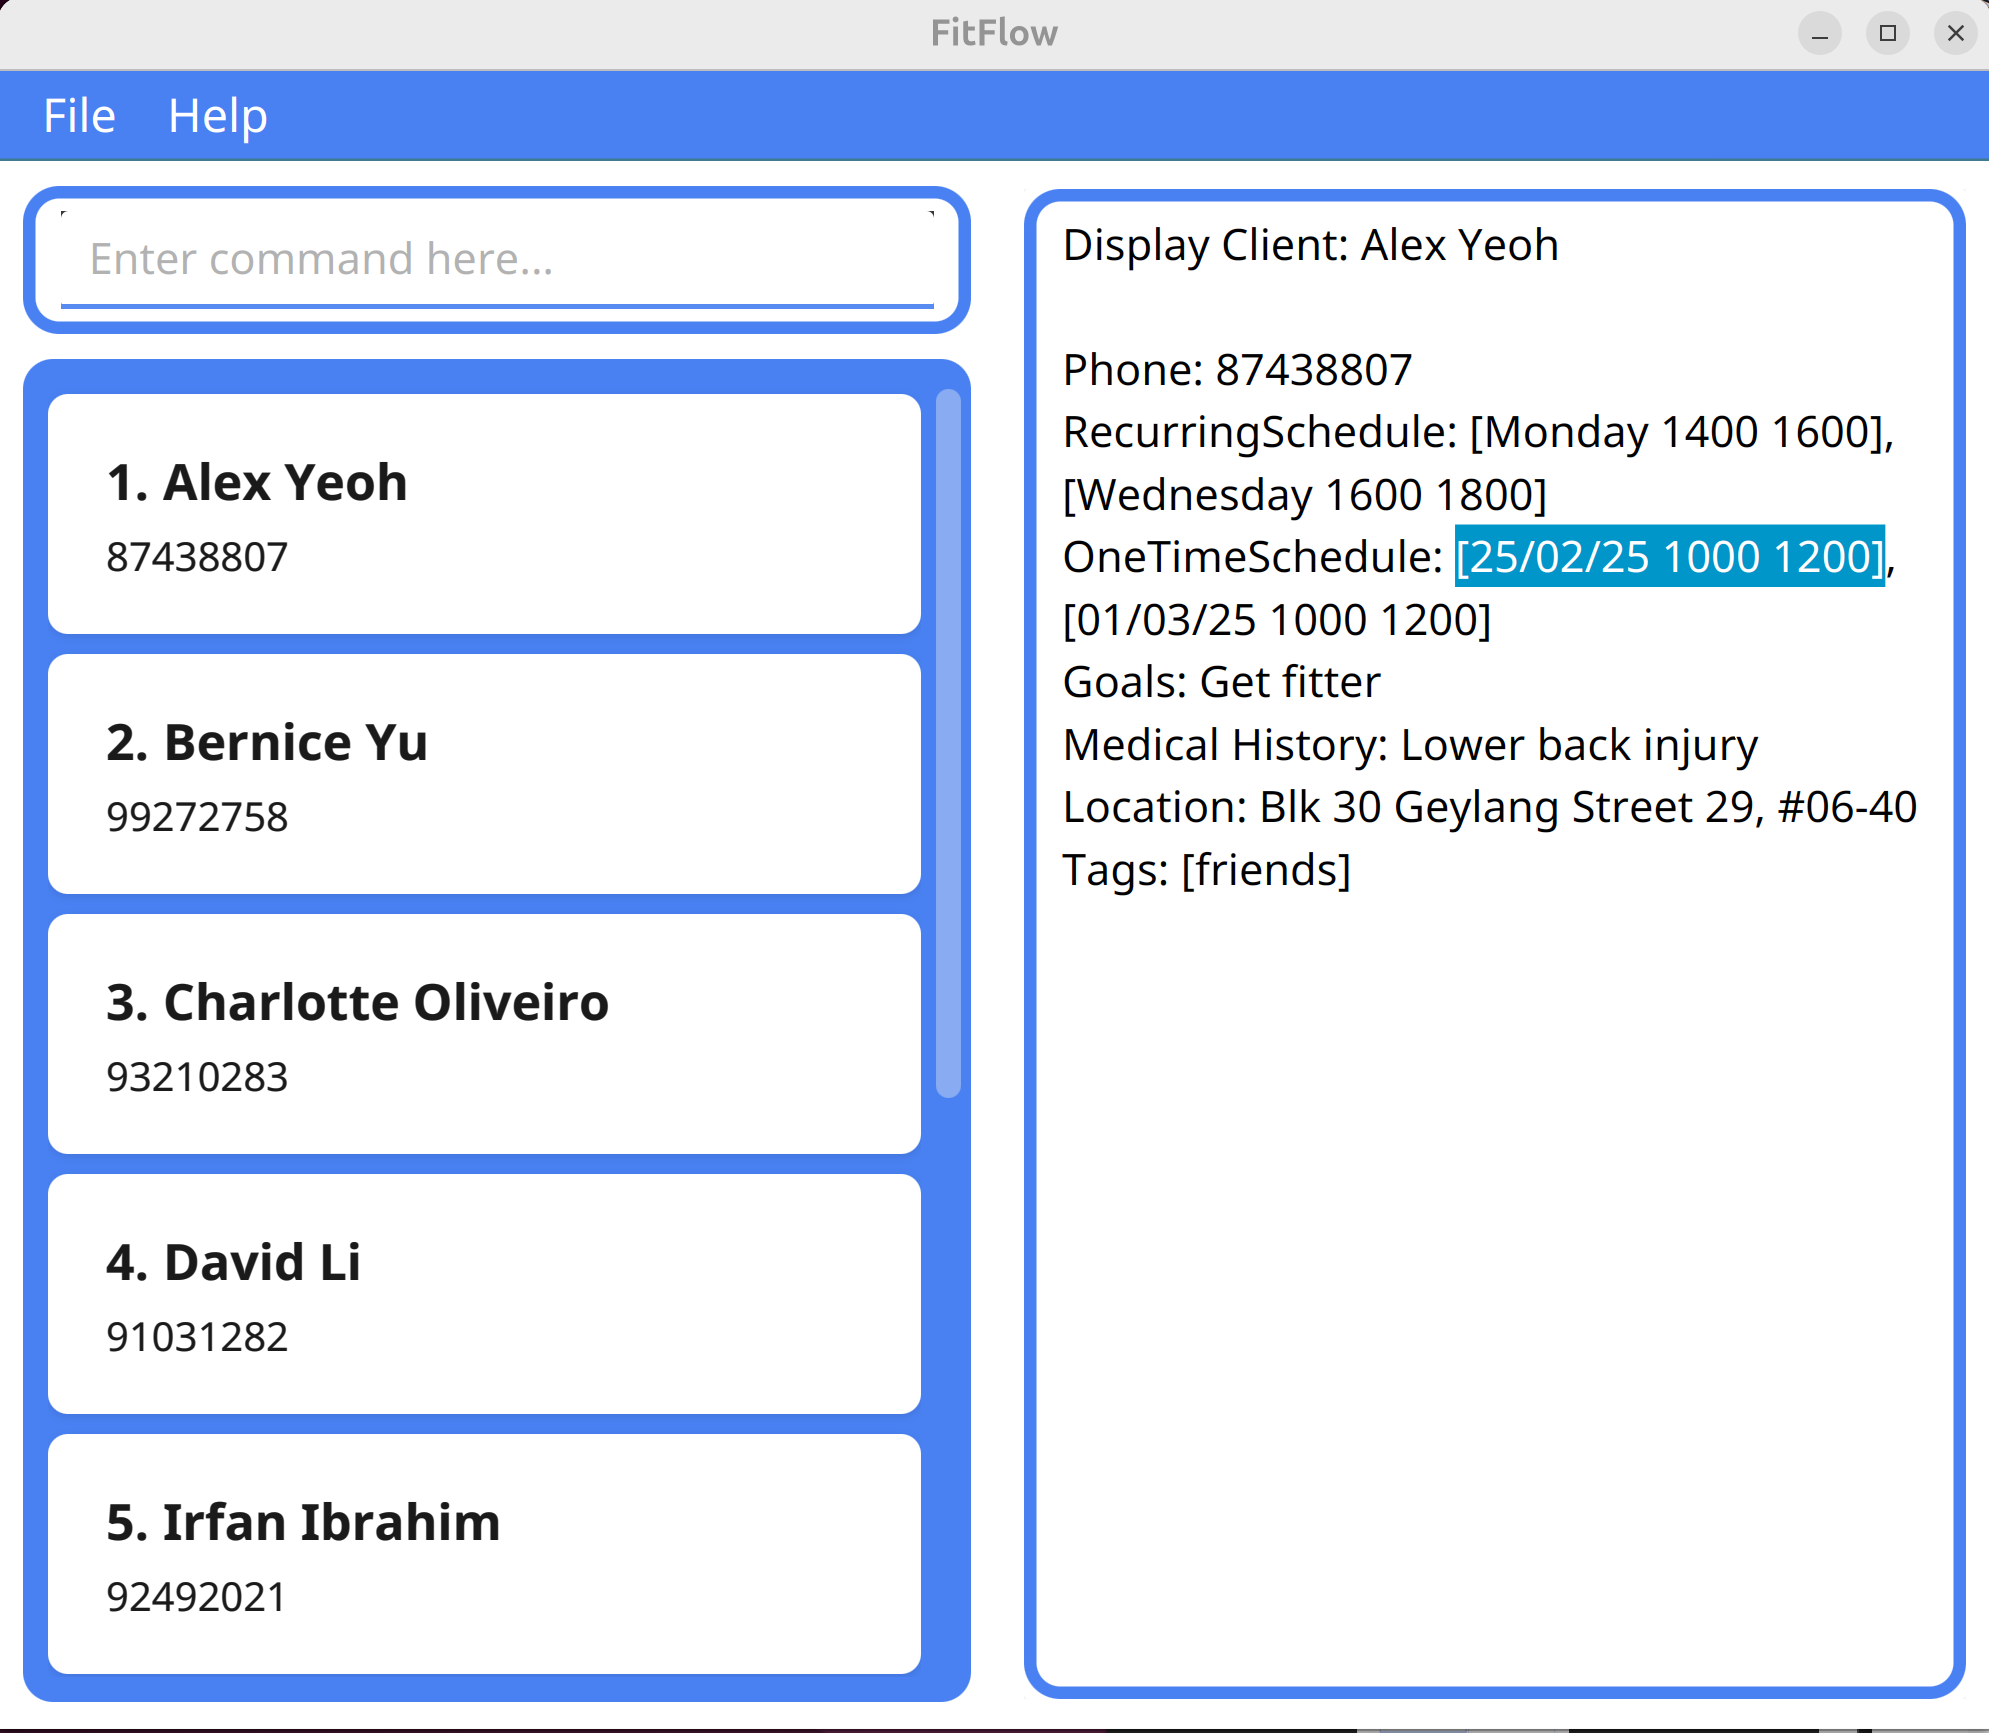 FitFlow
File Help
Enter command here...
1. Alex Yeoh
87438807
2. Bernice Yu
99272758
3. Charlotte Oliveiro
93210283
4. David Li
91031282
5. Irfan Ibrahim
92492021
Display Client: Alex Yeoh
Phone: 87438807
RecurringSchedule: [Monday 1400 1600],
[Wednesday 1600 1800]
OneTimeSchedule: [25/02/25 1000 1200],
[01/03/25 1000 1200]
Goals: Get fitter
Medical History: Lower back injury
Location: Blk 30 Geylang Street 29, #06-40
Tags: [friends]